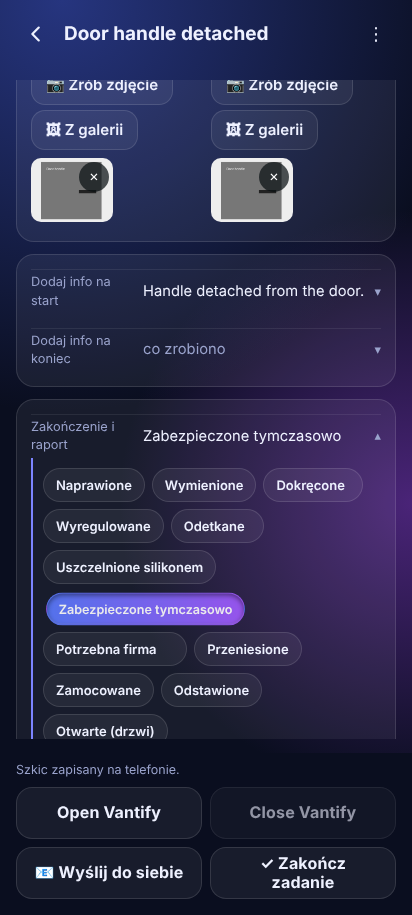 Door handle detached
📷 Zrób zdjęcie
📷 Zrób zdjęcie
🖼 Z galerii
🖼 Z galerii
✕
✕
Dodaj info na
start
Handle detached from the door.
Dodaj info na
koniec
co zrobiono
Zakończenie i
raport
Zabezpieczone tymczasowo
Naprawione
Wymienione
Dokręcone
Wyregulowane
Odetkane
Uszczelnione silikonem
Zabezpieczone tymczasowo
Potrzebna firma
Przeniesione
Zamocowane
Odstawione
Otwarte (drzwi)
Szkic zapisany na telefonie.
Open Vantify
Close Vantify
📧 Wyślij do siebie
✓ Zakończ
zadanie